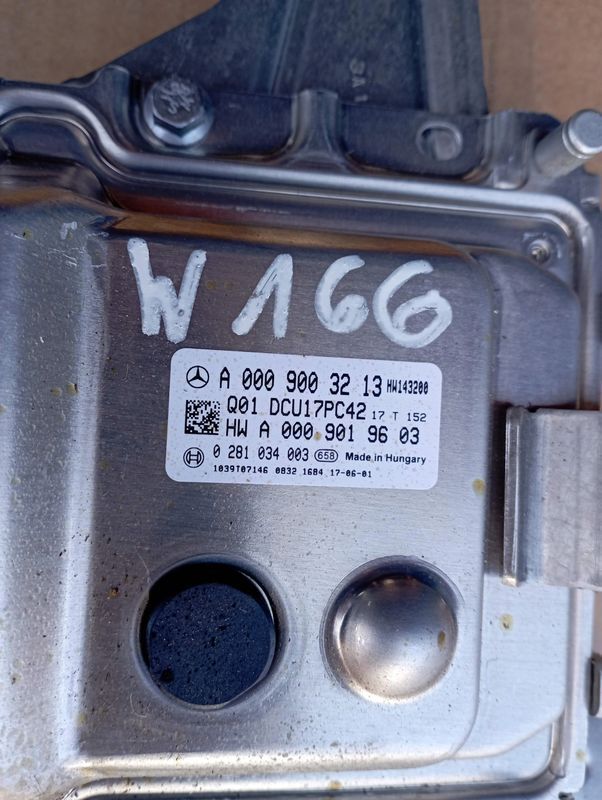 W 166
A 000 900 32 13 HW143200
Q01 DCU17PC42 17 T 152
HW A 000 901 96 03
0 281 034 003 658 Made in Hungary
1039T07146 0832 1684 17-06-01